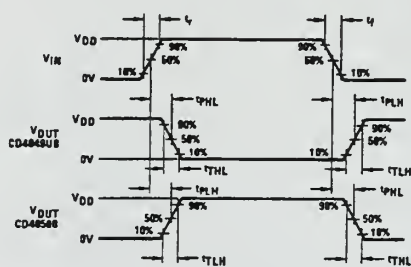 tr tf
VDD
90% 90%
VIN 50% 50%
10% 10%
0V
tPHL tPLH
VDD
90% 90%
VOUT 50% 50%
CD4049UB
10% 10%
0V
tTHL tTLH
tPLH tPHL
VDD
90% 90%
VOUT 50% 50%
CD4050B
10% 10%
0V
tTLH tTHL